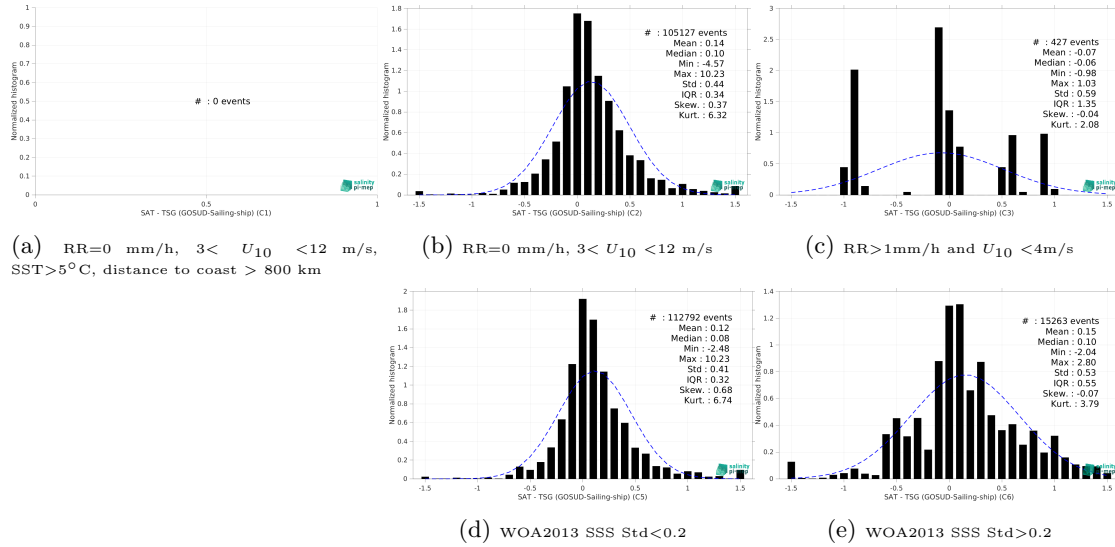 1
0.9
0.8
0.7
0.6
0.5
0.4
0.3
0.2
0.1
0
Normalized histogram
# : 0 events
0 0.5 1
SAT - TSG (GOSUD-Sailing-ship) (C1)
salinity
pi-mep
(a) RR=0 mm/h, 3< U10 <12 m/s,
SST>5°C, distance to coast > 800 km
1.8
1.6
1.4
1.2
1
0.8
0.6
0.4
0.2
0
Normalized histogram
# : 105127 events
Mean : 0.14
Median : 0.10
Min : -4.57
Max : 10.23
Std : 0.44
IQR : 0.34
Skew. : 0.37
Kurt. : 6.32
-1.5 -1 -0.5 0 0.5 1 1.5
SAT - TSG (GOSUD-Sailing-ship) (C2)
salinity
pi-mep
(b) RR=0 mm/h, 3< U10 <12 m/s
3
2.5
2
1.5
1
0.5
0
Normalized histogram
# : 427 events
Mean : -0.07
Median : -0.06
Min : -0.98
Max : 1.03
Std : 0.59
IQR : 1.35
Skew. : -0.04
Kurt. : 2.08
-1.5 -1 -0.5 0 0.5 1 1.5
SAT - TSG (GOSUD-Sailing-ship) (C3)
salinity
pi-mep
(c) RR>1mm/h and U10 <4m/s
2
1.8
1.6
1.4
1.2
1
0.8
0.6
0.4
0.2
0
Normalized histogram
# : 112792 events
Mean : 0.12
Median : 0.08
Min : -2.48
Max : 10.23
Std : 0.41
IQR : 0.32
Skew. : 0.68
Kurt. : 6.74
-1.5 -1 -0.5 0 0.5 1 1.5
SAT - TSG (GOSUD-Sailing-ship) (C5)
salinity
pi-mep
(d) WOA2013 SSS Std<0.2
1.4
1.2
1
0.8
0.6
0.4
0.2
0
Normalized histogram
# : 15263 events
Mean : 0.15
Median : 0.10
Min : -2.04
Max : 2.80
Std : 0.53
IQR : 0.55
Skew. : -0.07
Kurt. : 3.79
-1.5 -1 -0.5 0 0.5 1 1.5
SAT - TSG (GOSUD-Sailing-ship) (C6)
salinity
pi-mep
(e) WOA2013 SSS Std>0.2